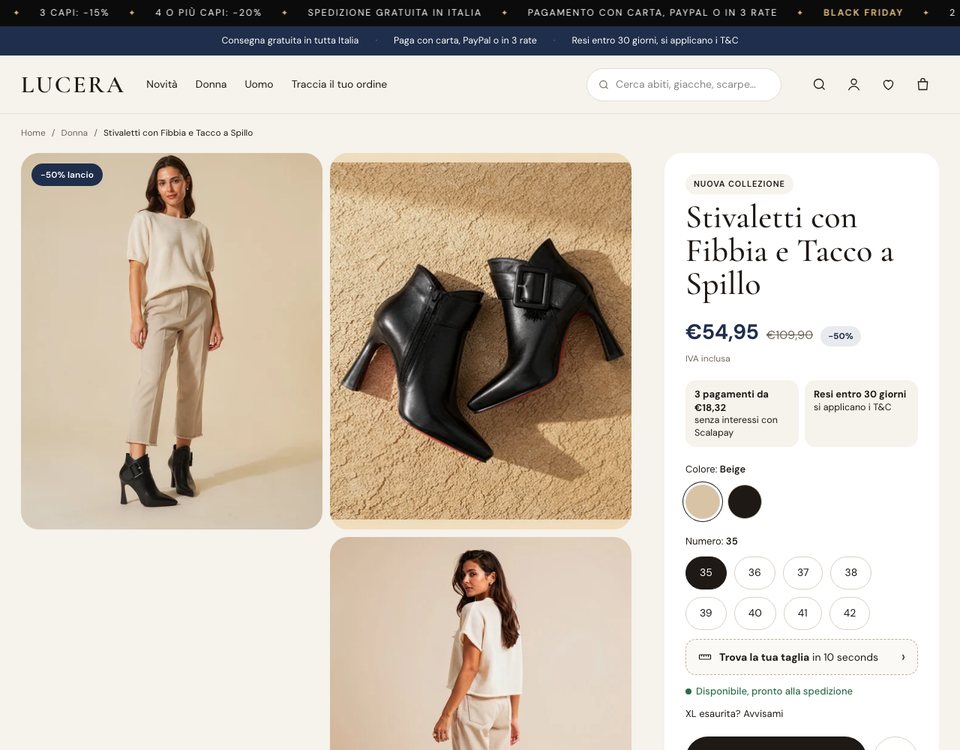 3 CAPI: -15% ✦ 4 O PIÙ CAPI: -20% ✦ SPEDIZIONE GRATUITA IN ITALIA ✦ PAGAMENTO CON CARTA, PAYPAL O IN 3 RATE ✦ BLACK FRIDAY ✦ 2
Consegna gratuita in tutta Italia · Paga con carta, PayPal o in 3 rate · Resi entro 30 giorni, si applicano i T&C
LUCERA Novità Donna Uomo Traccia il tuo ordine Cerca abiti, giacche, scarpe...
Home / Donna / Stivaletti con Fibbia e Tacco a Spillo
-50% lancio
NUOVA COLLEZIONE
Stivaletti con
Fibbia e Tacco a
Spillo
€54,95 €109,90 -50%
IVA inclusa
3 pagamenti da
€18,32
senza interessi con
Scalapay
Resi entro 30 giorni
si applicano i T&C
Colore: Beige
Numero: 35
35 36 37 38
39 40 41 42
Trova la tua taglia in 10 seconds ›
Disponibile, pronto alla spedizione
XL esaurita? Avvisami